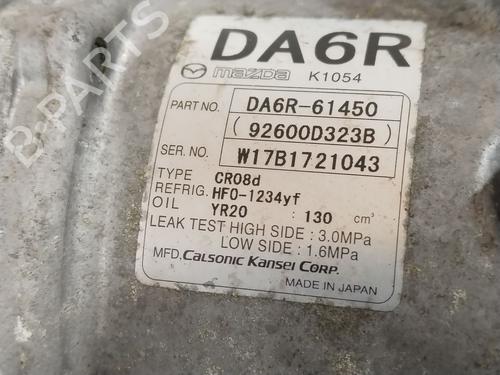 DA6R
mazda K1054
PART NO. DA6R-61450
(92600D323B)
SER. NO. W17B1721043
TYPE CR08d
REFRIG. HFO-1234yf
OIL YR20 : 130 cm³
LEAK TEST HIGH SIDE : 3.0MPa
LOW SIDE : 1.6MPa
MFD. CALSONIC KANSEI CORP.
MADE IN JAPAN
B-Parts